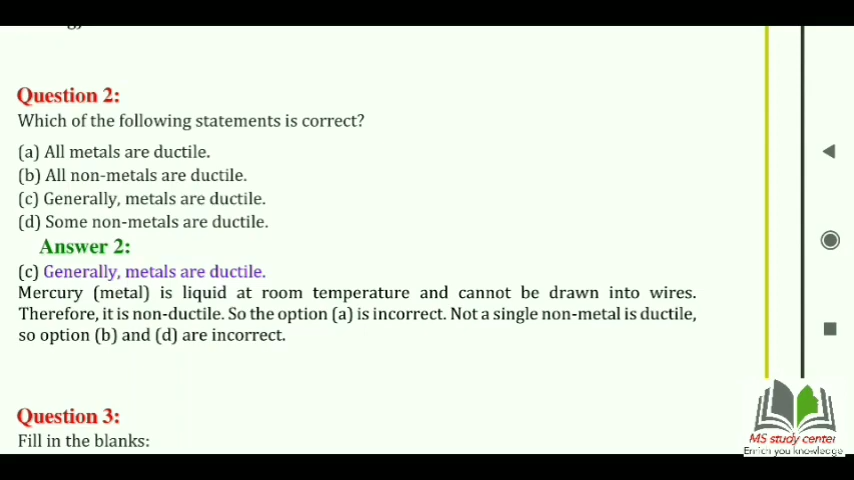 Question 2:
Which of the following statements is correct?
(a) All metals are ductile.
(b) All non-metals are ductile.
(c) Generally, metals are ductile.
(d) Some non-metals are ductile.
Answer 2:
(c) Generally, metals are ductile.
Mercury (metal) is liquid at room temperature and cannot be drawn into wires.
Therefore, it is non-ductile. So the option (a) is incorrect. Not a single non-metal is ductile,
so option (b) and (d) are incorrect.
Question 3:
Fill in the blanks:
MS study center
Enrich you knowledge